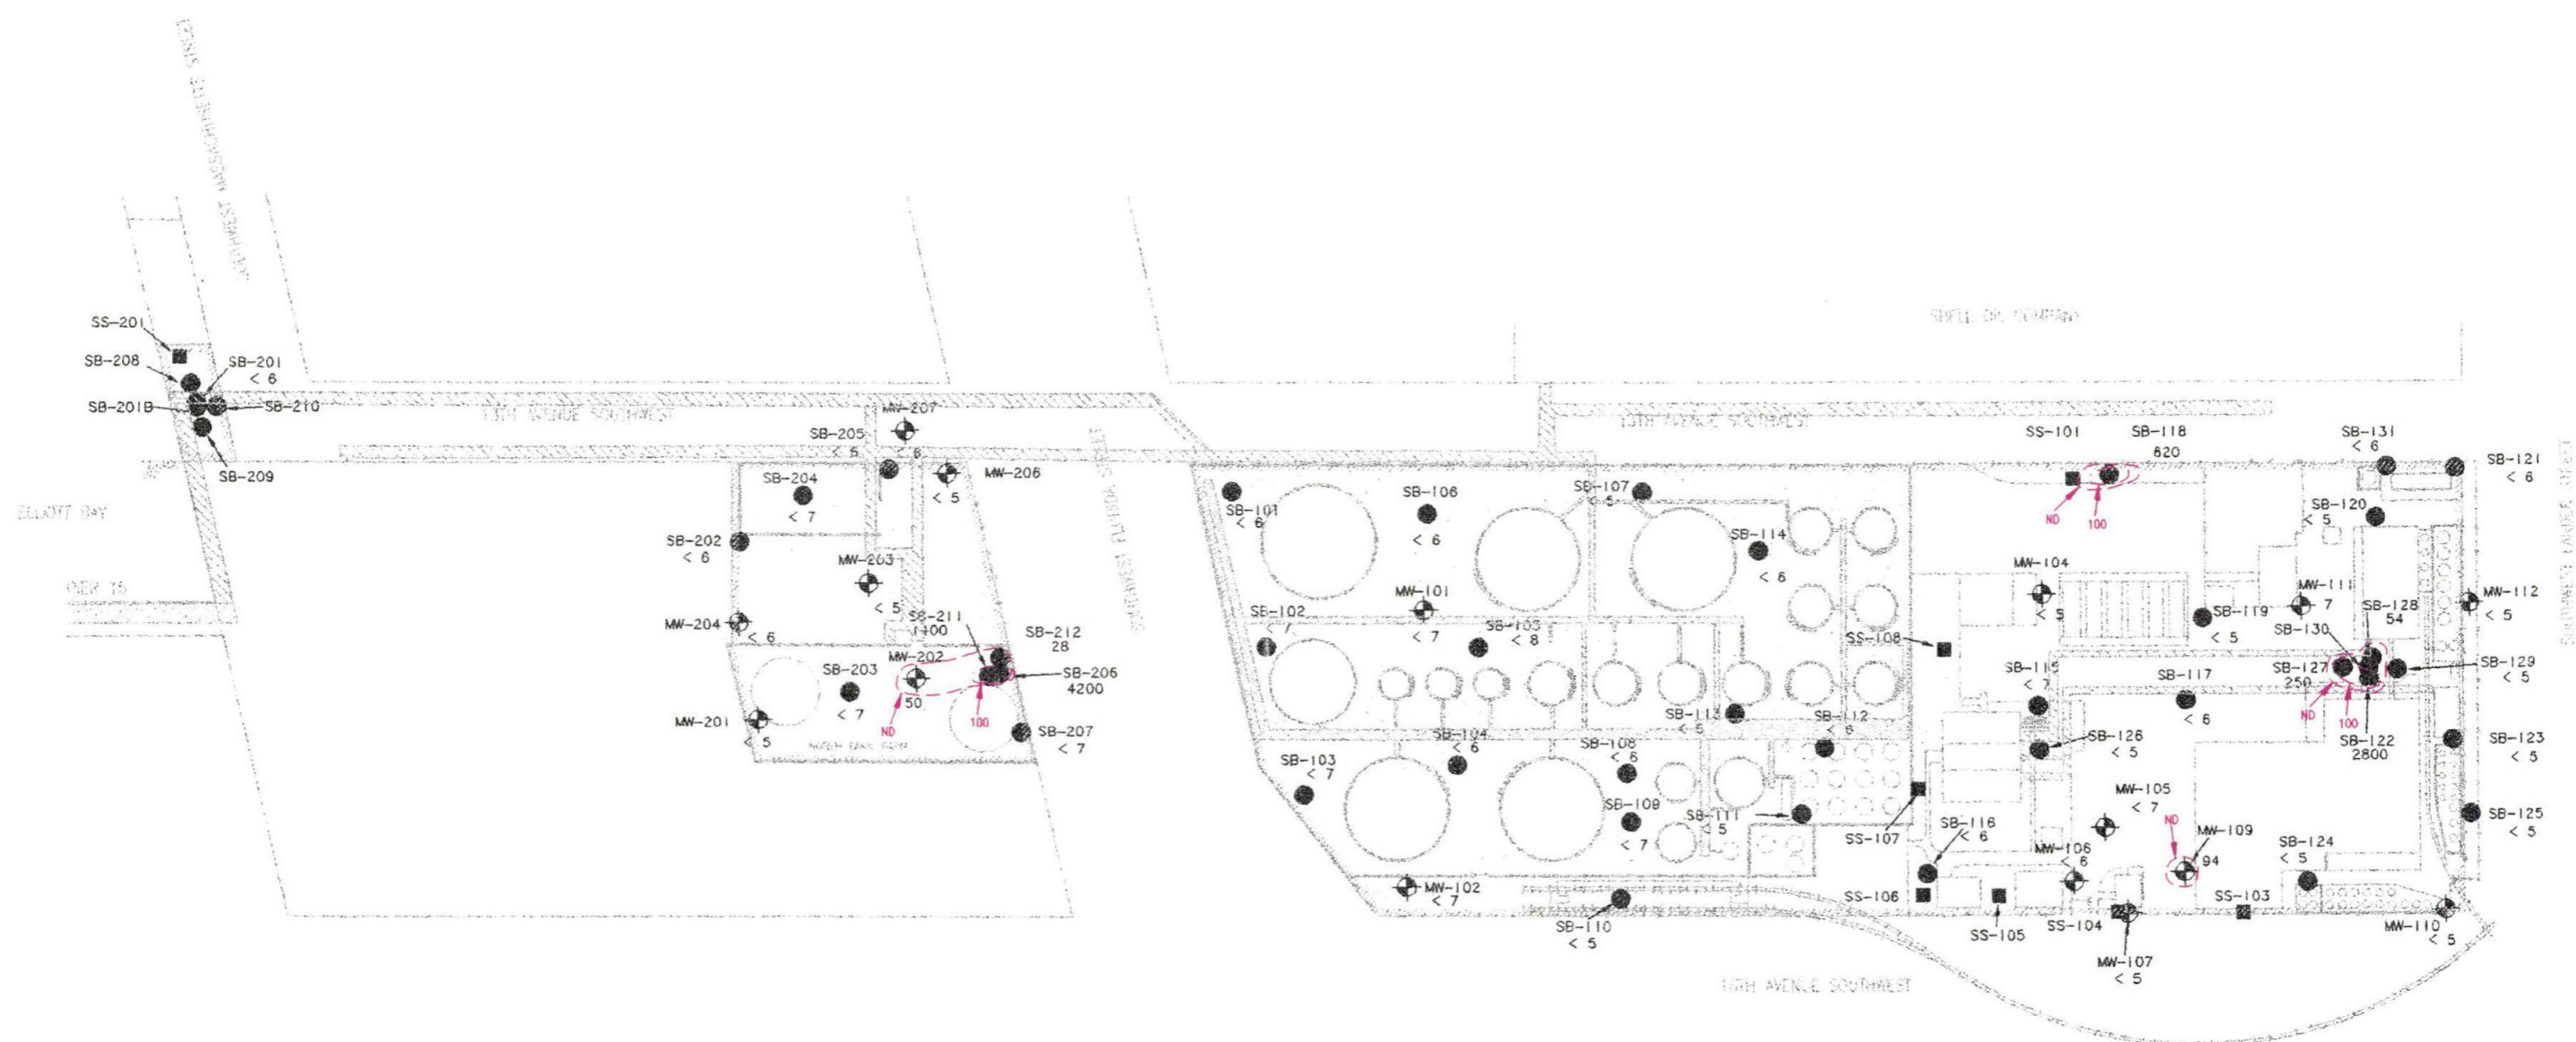 SOUTHWEST MASSACHUSETTS STREET
SHELL OIL COMPANY
SS-201
SB-208
SB-201
< 6
SB-201B
SB-210
SB-209
13TH AVENUE SOUTHWEST
ELLIOTT BAY
MW-207
< 6
SB-205
< 5
MW-206
< 5
SB-204
< 7
SB-202
< 6
MW-203
< 5
MW-204
< 6
SB-211
1400
SB-212
28
MW-202
50
SB-203
< 7
SB-206
4200
MW-201
< 5
ND
100
SB-207
< 7
NORTH TANK FARM
13TH AVENUE SOUTHWEST
SB-101
< 6
SB-106
< 6
SB-107
< 5
SB-114
< 6
SB-102
MW-101
< 7
SB-105
< 8
SB-113
< 5
SB-112
< 6
SB-104
< 6
SB-103
< 7
SB-108
< 6
SB-109
< 7
SB-111
< 5
MW-102
< 7
SB-110
< 5
SS-101
SB-118
820
ND
100
SB-131
< 6
SB-121
< 6
SB-120
< 5
MW-104
< 5
MW-111
7
MW-112
< 5
SB-119
< 5
SB-128
54
SB-130
SS-108
SB-115
< 7
SB-117
< 6
SB-127
250
SB-129
< 5
ND
100
SB-122
2800
SB-126
< 5
SB-123
< 5
MW-105
< 7
SS-107
SB-116
< 6
ND
MW-109
94
SB-124
< 5
SB-125
< 5
MW-106
< 6
SS-106
SS-105
SS-104
SS-103
MW-107
< 5
MW-110
< 5